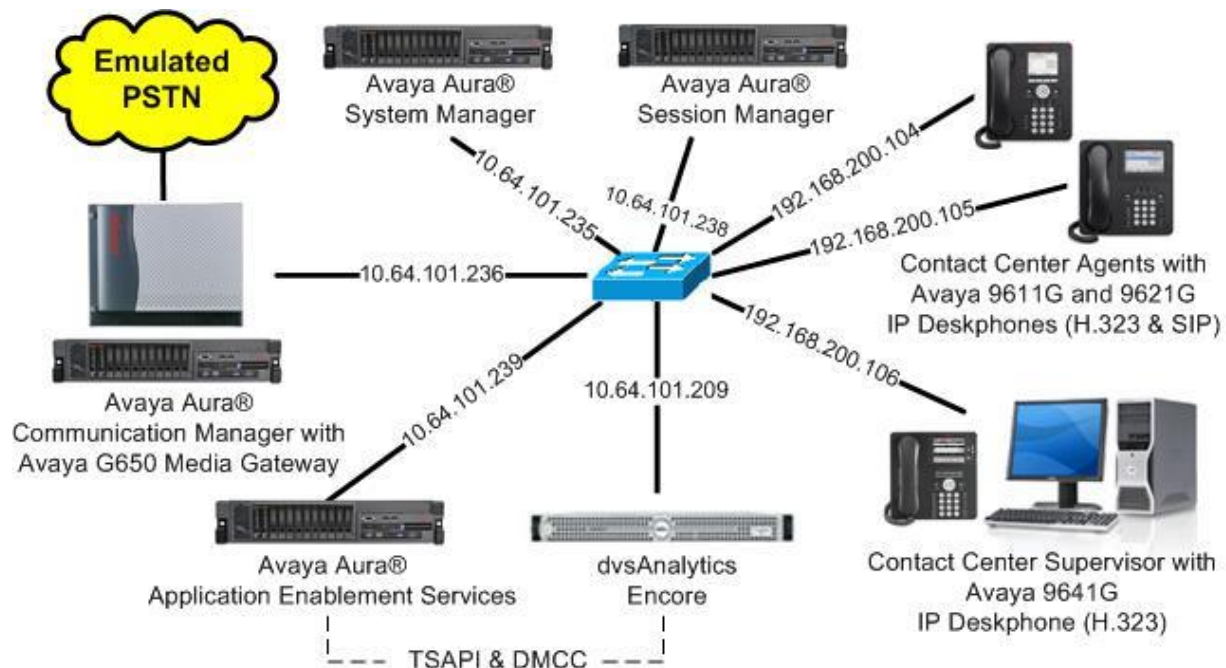 Emulated
PSTN
Avaya Aura®
System Manager
Avaya Aura®
Session Manager
10.64.101.235
10.64.101.238
192.168.200.104
192.168.200.105
Contact Center Agents with
Avaya 9611G and 9621G
IP Deskphones (H.323 & SIP)
10.64.101.236
Avaya Aura®
Communication Manager with
Avaya G650 Media Gateway
10.64.101.239
10.64.101.209
192.168.200.106
Avaya Aura®
Application Enablement Services
dvsAnalytics
Encore
Contact Center Supervisor with
Avaya 9641G
IP Deskphone (H.323)
TSAPI & DMCC